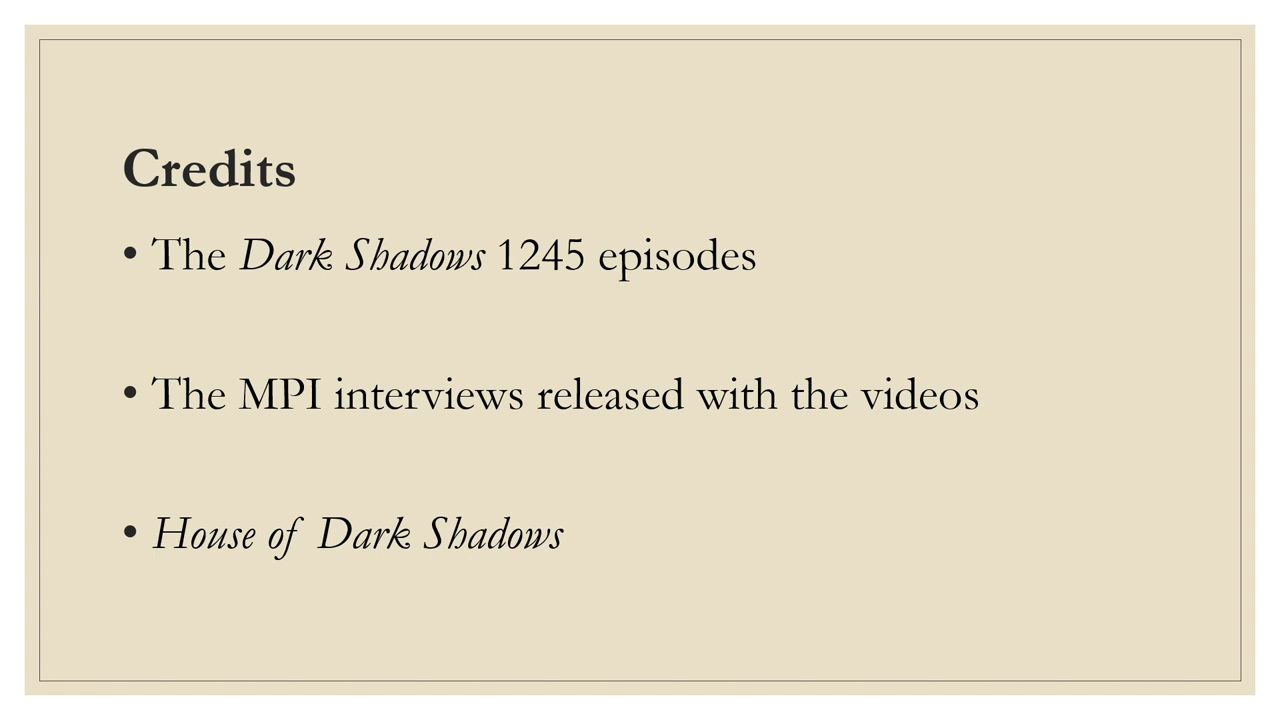 Credits
• The Dark Shadows 1245 episodes
• The MPI interviews released with the videos
• House of Dark Shadows